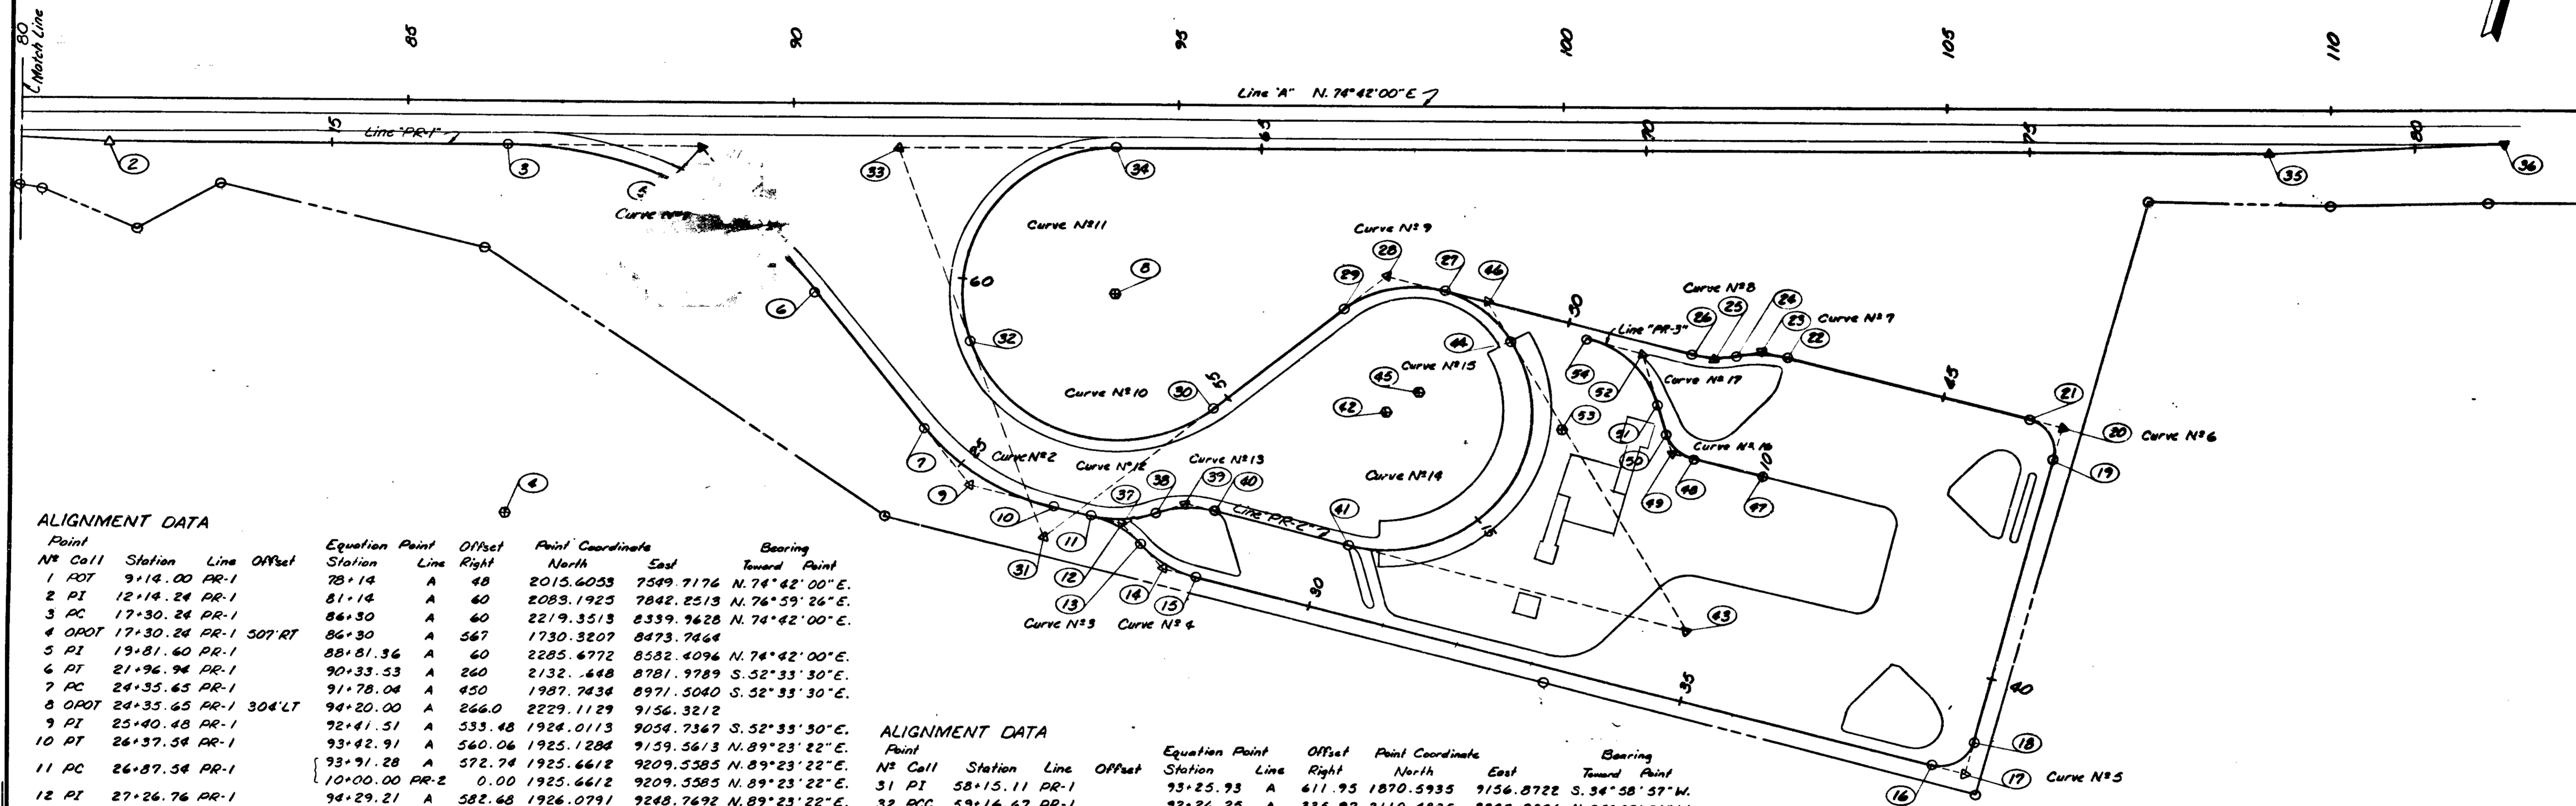 80
Match Line
85
90
95
100
105
110
Line "A" N. 74°42'00"E
Line "PR-1"
15
65
70
75
80
2
3
5
33
34
35
36
Curve Nº11
Curve Nº9
28
27
46
29
8
60
6
32
30
Curve Nº8
26
25
24
23
Curve Nº7
22
Line "PR-3"
44
Curve Nº15
45
42
54
52
Curve Nº17
53
45
21
20
Curve Nº6
19
Curve Nº10
30
55
51
50
Curve Nº16
10
49
48
47
7
25
Curve Nº2
Curve Nº12
Curve Nº13
38
39
40
37
Curve Nº14
Line "PR-2"
41
15
4
9
10
11
31
12
13
14
15
30
43
Curve Nº3
Curve Nº4
35
40
18
17
Curve Nº5
16
ALIGNMENT DATA
Point Equation Point Offset Point Coordinate Bearing
Nº Call Station Line Offset Station Line Right North East Toward Point
1 POT 9+14.00 PR-1 78+14 A 48 2015.6053 7549.7176 N. 74°42'00"E.
2 PI 12+14.24 PR-1 81+14 A 60 2083.1925 7842.2513 N. 76°59'26"E.
3 PC 17+30.24 PR-1 86+30 A 60 2219.3513 8339.9628 N. 74°42'00"E.
4 OPOT 17+30.24 PR-1 507'RT 86+30 A 567 1730.3207 8473.7464
5 PI 19+81.60 PR-1 88+81.36 A 60 2285.6772 8582.4096 N. 74°42'00"E.
6 PT 21+96.94 PR-1 90+33.53 A 260 8781.9789 S. 52°33'30"E.
7 PC 24+35.65 PR-1 91+78.04 A 450 1987.7434 8971.5040 S. 52°33'30"E.
8 OPOT 24+35.65 PR-1 304'LT 94+20.00 A 266.0 2229.1129 9156.3212
9 PI 25+40.48 PR-1 92+41.51 A 533.48 1924.0113 9054.7367 S. 52°33'30"E.
10 PT 26+37.54 PR-1 93+42.91 A 560.06 1925.1284 9159.5613 N. 89°23'22"E.
11 PC 26+87.54 PR-1 93+91.28 A 572.74 1925.6612 9209.5585 N. 89°23'22"E.
10+00.00 PR-2 0.00 1925.6612 9209.5585 N. 89°23'22"E.
12 PI 27+26.76 PR-1 94+29.21 A 582.68 1926.0791 9248.7692 N. 89°23'22"E.
ALIGNMENT DATA
Point Equation Point Offset Point Coordinate Bearing
Nº Call Station Line Offset Station Line Right North East Toward Point
31 PI 58+15.11 PR-1 93+25.93 A 611.95 1870.5935 9156.8722 S. 34°58'57"W.
32 PCC 59+16.67 PR-1 A